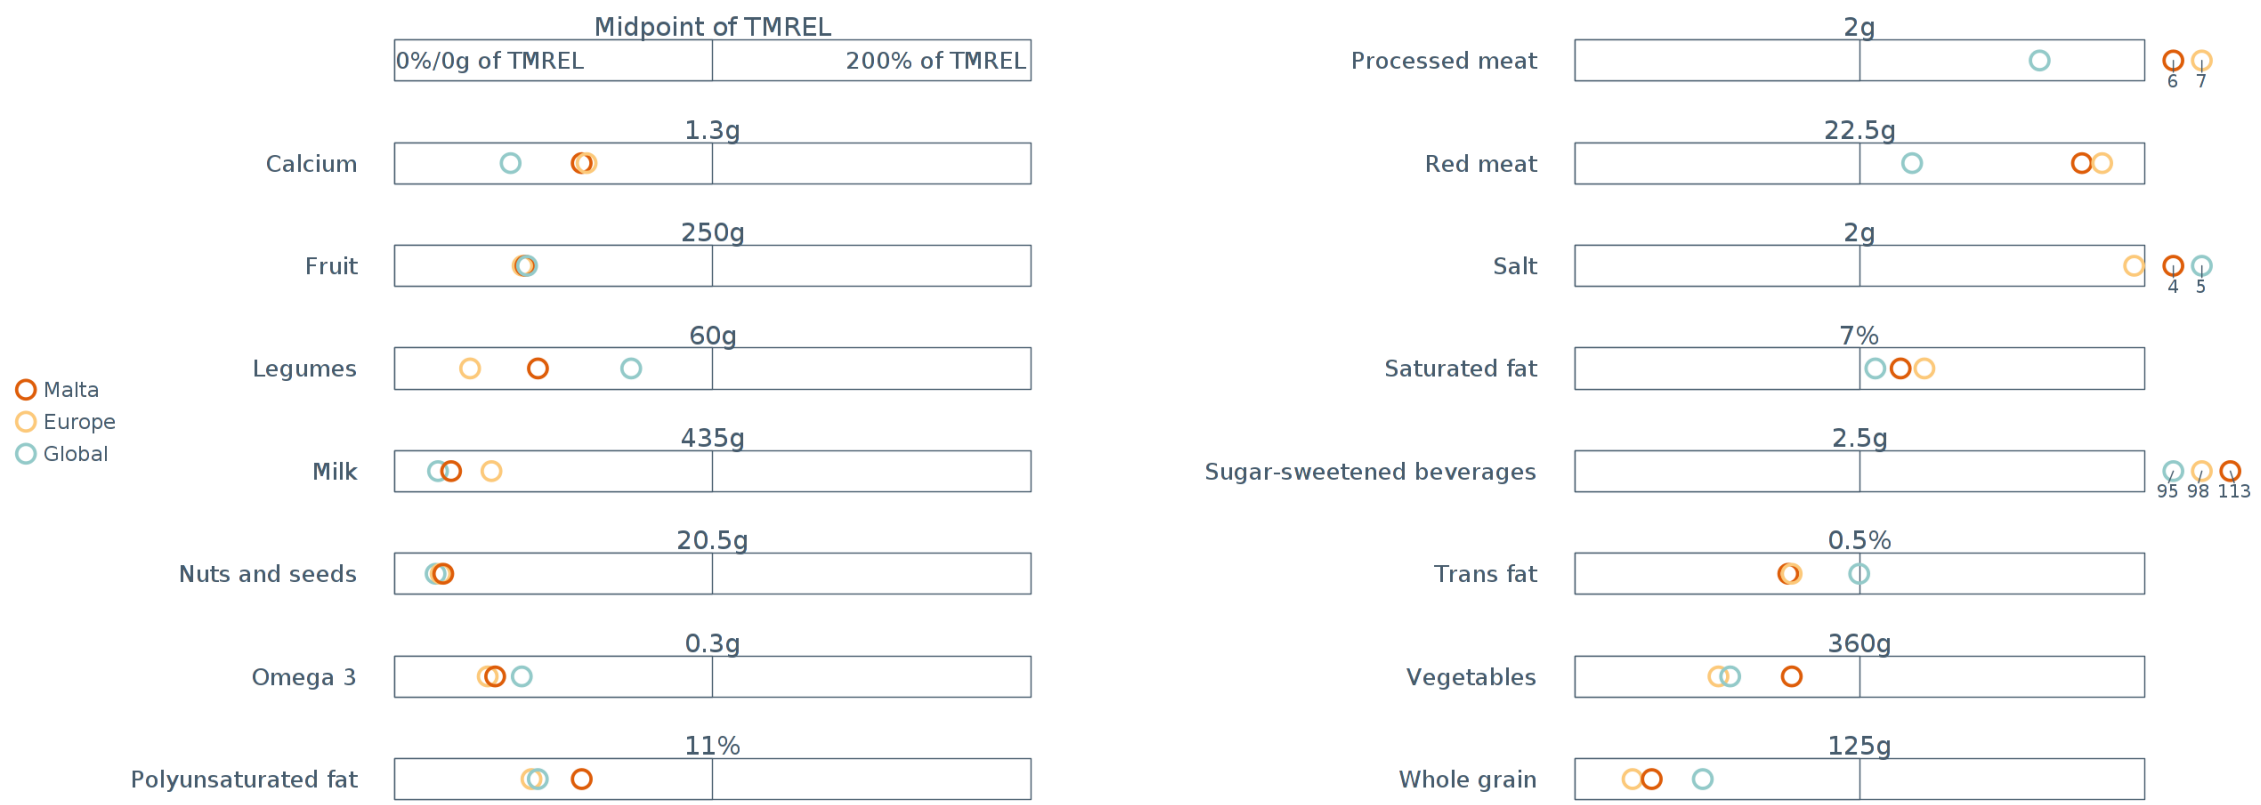 Midpoint of TMREL
0%/0g of TMREL 200% of TMREL
1.3g
Calcium
250g
Fruit
60g
Legumes
435g
Milk
20.5g
Nuts and seeds
0.3g
Omega 3
11%
Polyunsaturated fat
Malta
Europe
Global
2g
Processed meat
6 7
22.5g
Red meat
2g
Salt
4 5
7%
Saturated fat
2.5g
Sugar-sweetened beverages
95 98 113
0.5%
Trans fat
360g
Vegetables
125g
Whole grain